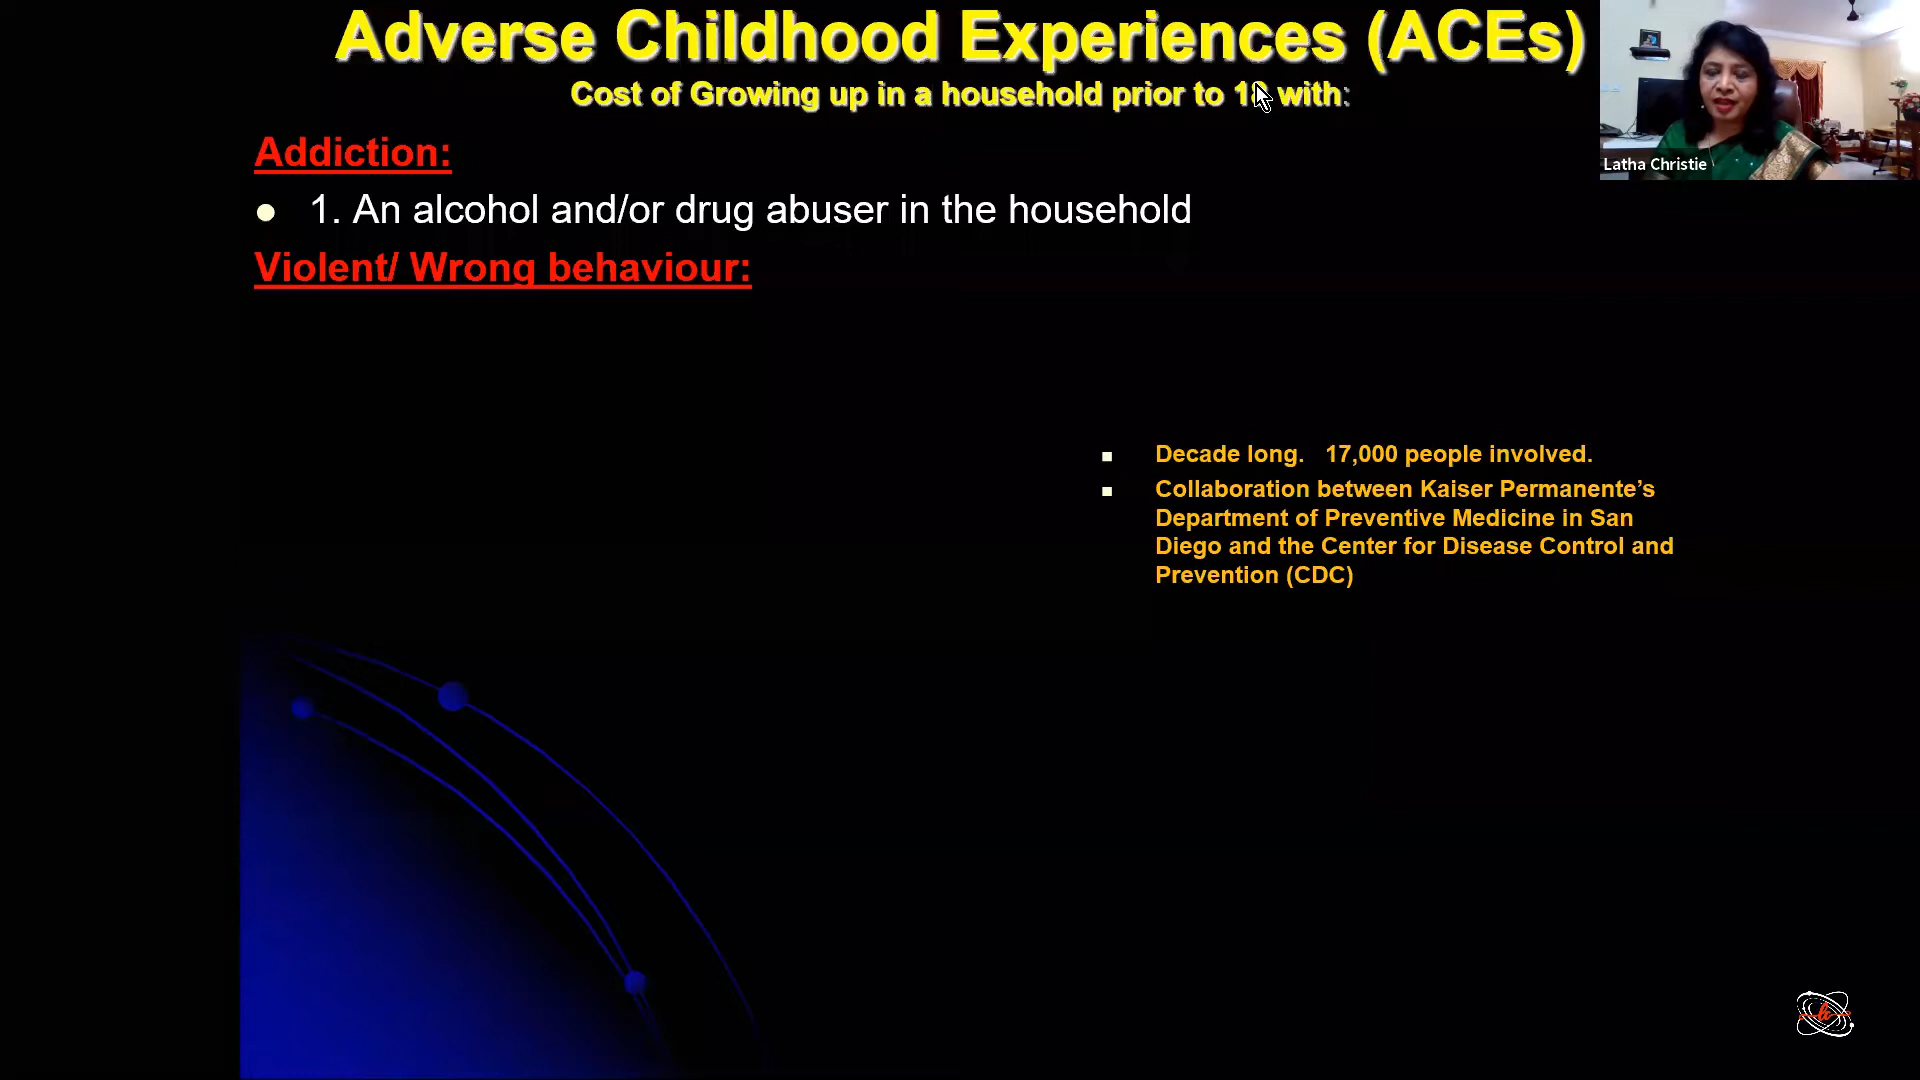 Adverse Childhood Experiences (ACEs)
Cost of Growing up in a household prior to 18 with:
Latha Christie
Addiction:
● 1. An alcohol and/or drug abuser in the household
Violent/ Wrong behaviour:
▪ Decade long. 17,000 people involved.
▪ Collaboration between Kaiser Permanente’s
Department of Preventive Medicine in San
Diego and the Center for Disease Control and
Prevention (CDC)